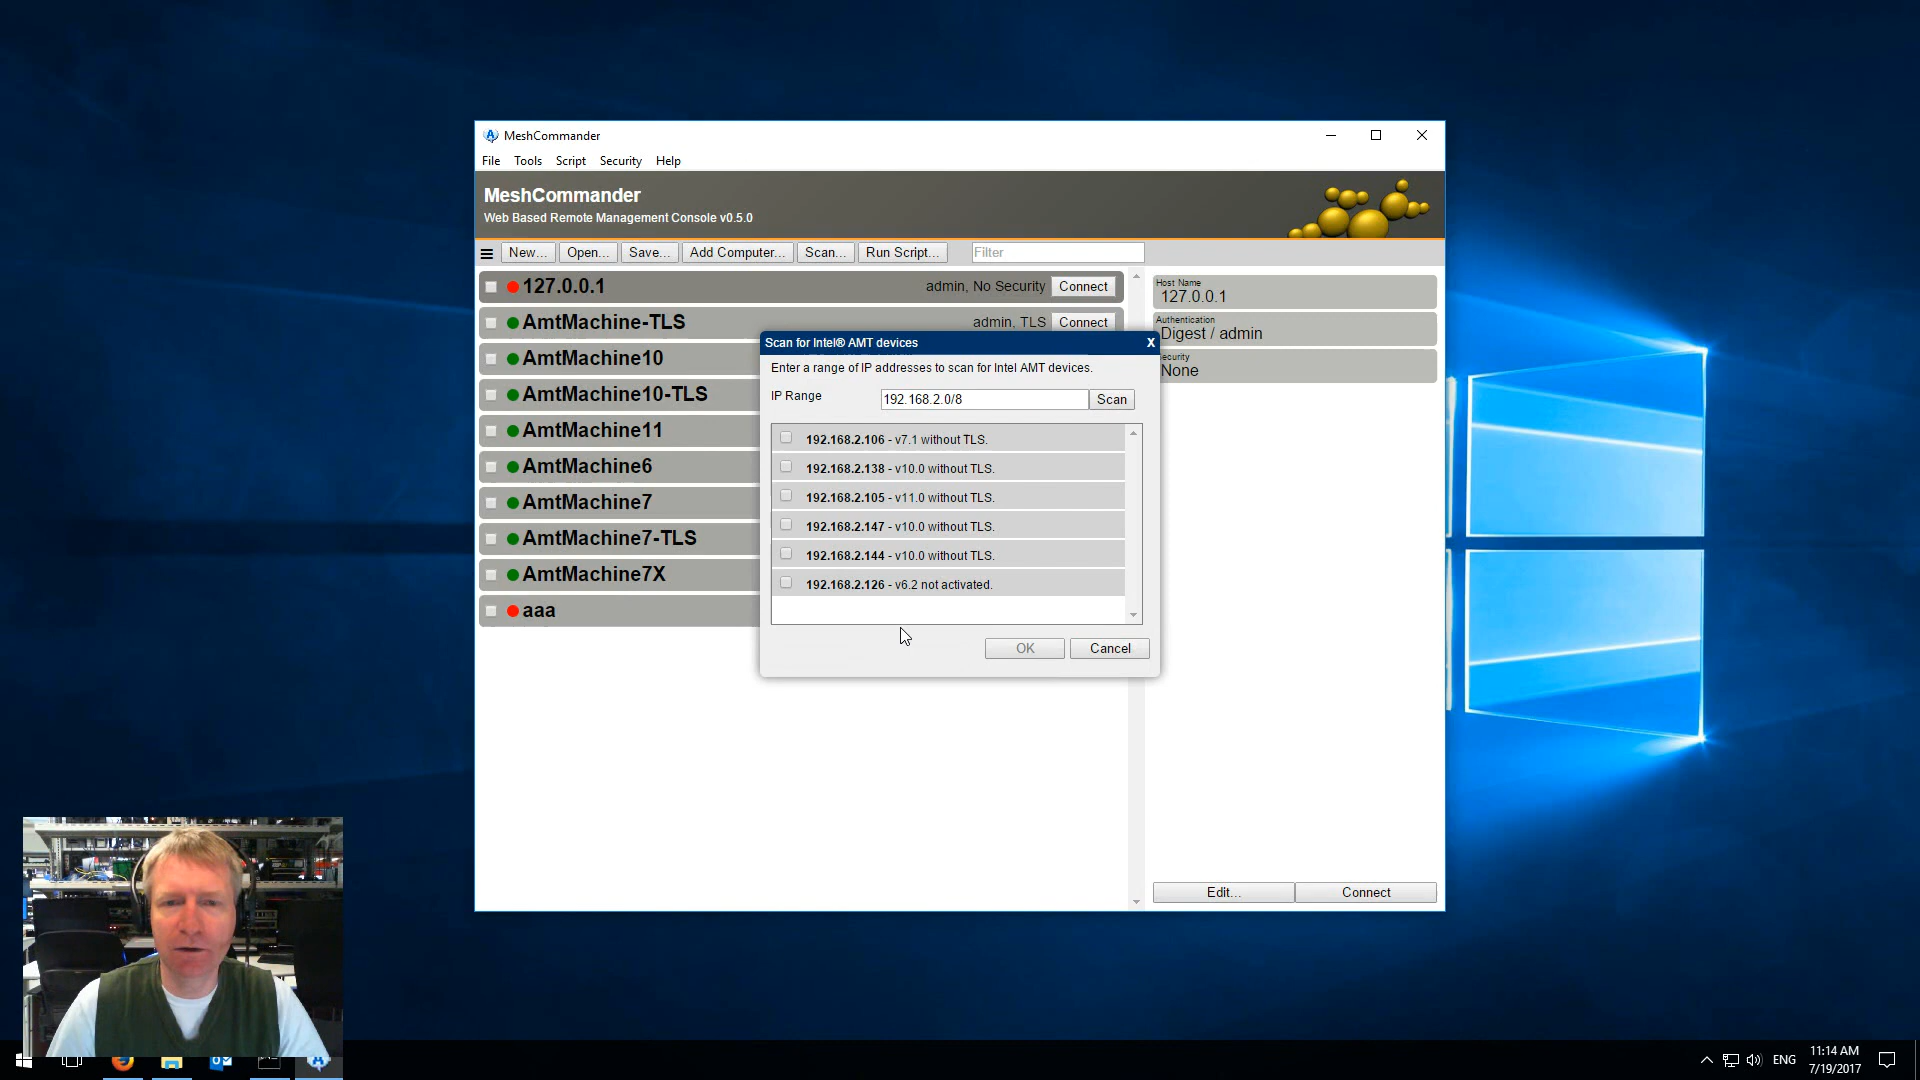 MeshCommander
File Tools Script Security Help
MeshCommander
Web Based Remote Management Console v0.5.0
New... Open... Save... Add Computer... Scan... Run Script... Filter
127.0.0.1 admin, No Security Connect
AmtMachine-TLS admin, TLS Connect
AmtMachine10
AmtMachine10-TLS
AmtMachine11
AmtMachine6
AmtMachine7
AmtMachine7-TLS
AmtMachine7X
aaa
Scan for Intel® AMT devices X
Enter a range of IP addresses to scan for Intel AMT devices.
IP Range 192.168.2.0/8 Scan
192.168.2.106 - v7.1 without TLS.
192.168.2.138 - v10.0 without TLS.
192.168.2.105 - v11.0 without TLS.
192.168.2.147 - v10.0 without TLS.
192.168.2.144 - v10.0 without TLS.
192.168.2.126 - v6.2 not activated.
OK Cancel
Host Name
127.0.0.1
Authentication
Digest / admin
ecurity
None
Edit... Connect
ENG
11:14 AM
7/19/2017